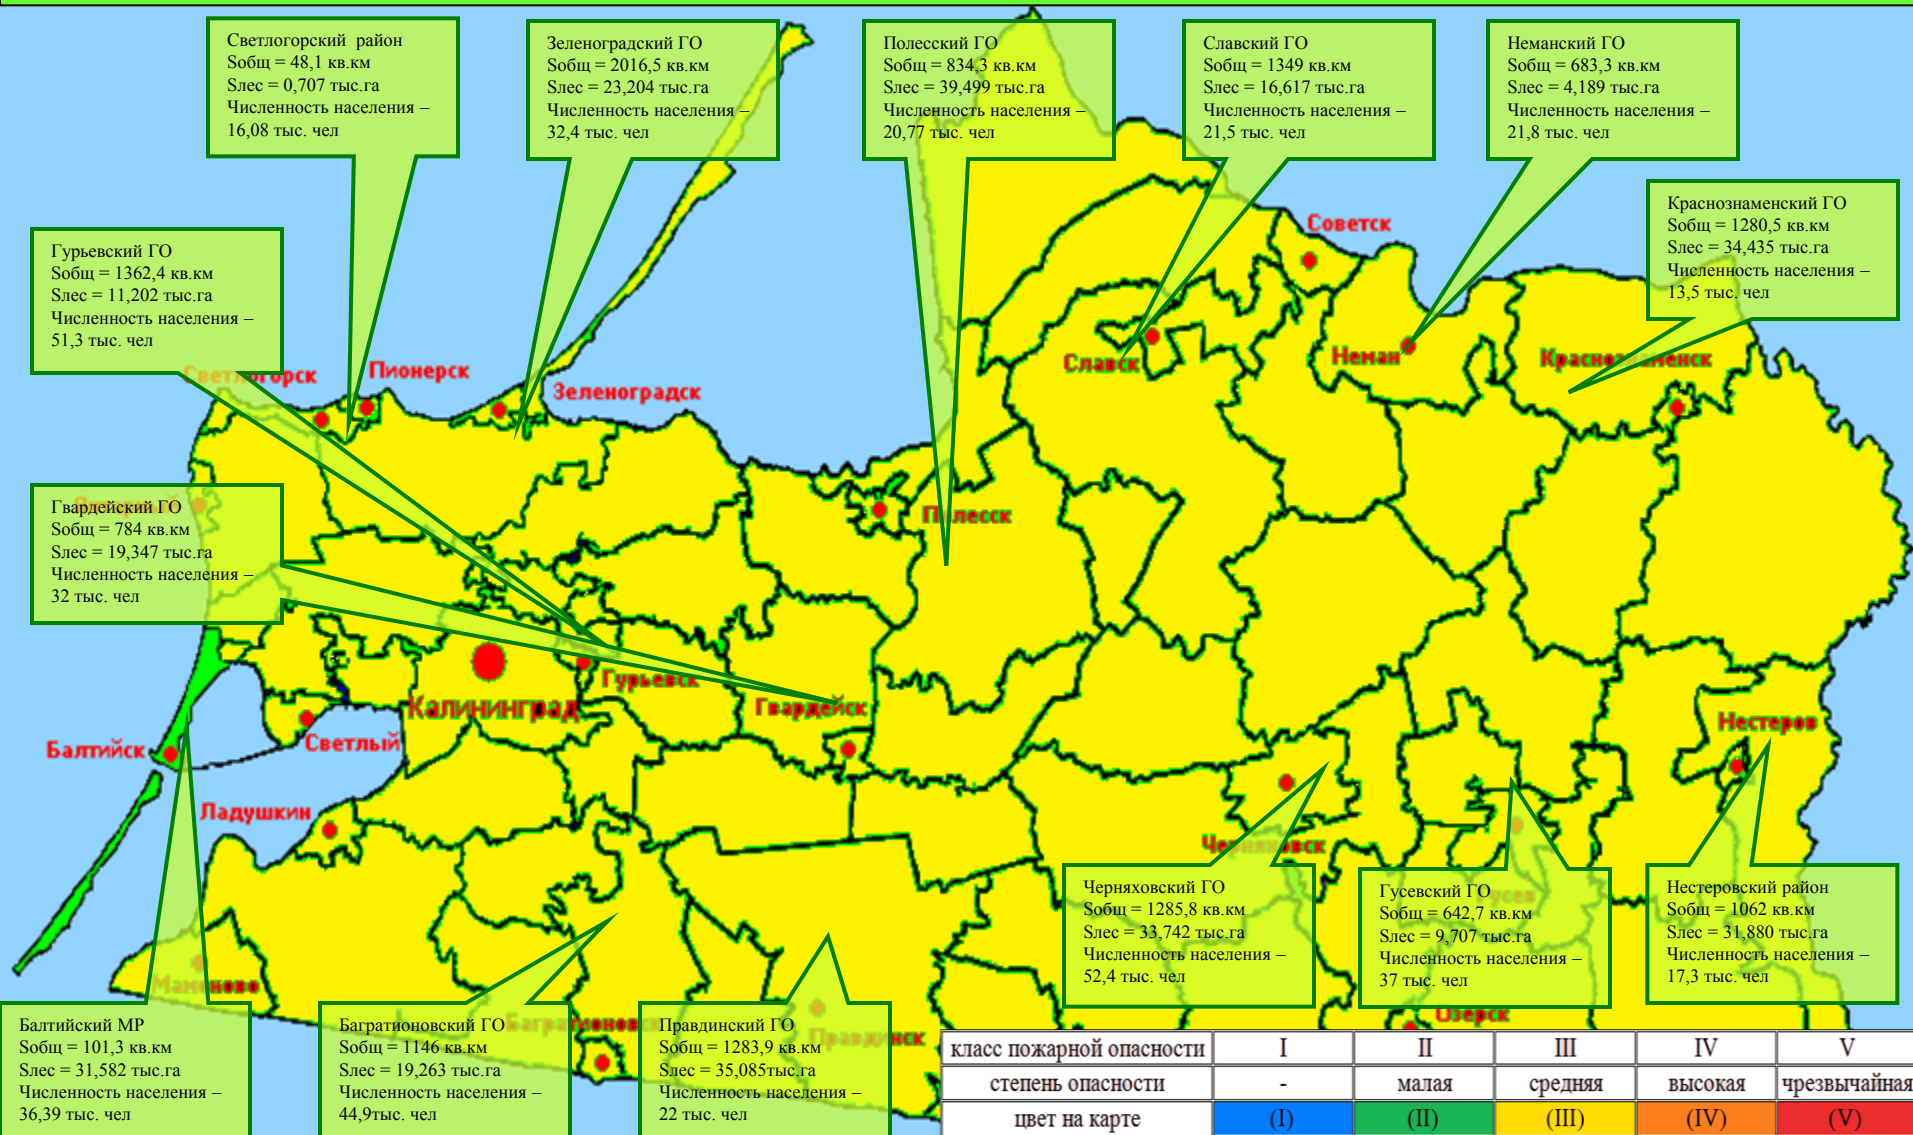 Светлогорский район
Sобщ = 48,1 кв.км
Sлес = 0,707 тыс.га
Численность населения –
16,08 тыс. чел
Зеленоградский ГО
Sобщ = 2016,5 кв.км
Sлес = 23,204 тыс.га
Численность населения –
32,4 тыс. чел
Полесский ГО
Sобщ = 834,3 кв.км
Sлес = 39,499 тыс.га
Численность населения –
20,77 тыс. чел
Славский ГО
Sобщ = 1349 кв.км
Sлес = 16,617 тыс.га
Численность населения –
21,5 тыс. чел
Неманский ГО
Sобщ = 683,3 кв.км
Sлес = 4,189 тыс.га
Численность населения –
21,8 тыс. чел
Краснознаменский ГО
Sобщ = 1280,5 кв.км
Sлес = 34,435 тыс.га
Численность населения –
13,5 тыс. чел
Гурьевский ГО
Sобщ = 1362,4 кв.км
Sлес = 11,202 тыс.га
Численность населения –
51,3 тыс. чел
Советск
Славск
Неман
Краснознаменск
Светлогорск
Пионерск
Зеленоградск
Гвардейский ГО
Sобщ = 784 кв.км
Sлес = 19,347 тыс.га
Численность населения –
32 тыс. чел
Полесск
Гурьевск
Калининград
Гвардейск
Нестеров
Балтийск
Светлый
Ладушкин
Черняховск
Гусев
Черняховский ГО
Sобщ = 1285,8 кв.км
Sлес = 33,742 тыс.га
Численность населения –
52,4 тыс. чел
Гусевский ГО
Sобщ = 642,7 кв.км
Sлес = 9,707 тыс.га
Численность населения –
37 тыс. чел
Нестеровский район
Sобщ = 1062 кв.км
Sлес = 31,880 тыс.га
Численность населения –
17,3 тыс. чел
Мамоново
Багратионовск
Правдинск
Озерск
Балтийский МР
Sобщ = 101,3 кв.км
Sлес = 31,582 тыс.га
Численность населения –
36,39 тыс. чел
Багратионовский ГО
Sобщ = 1146 кв.км
Sлес = 19,263 тыс.га
Численность населения –
44,9тыс. чел
Правдинский ГО
Sобщ = 1283,9 кв.км
Sлес = 35,085тыс.га
Численность населения –
22 тыс. чел
класс пожарной опасности I II III IV V
степень опасности - малая средняя высокая чрезвычайная
цвет на карте (I) (II) (III) (IV) (V)